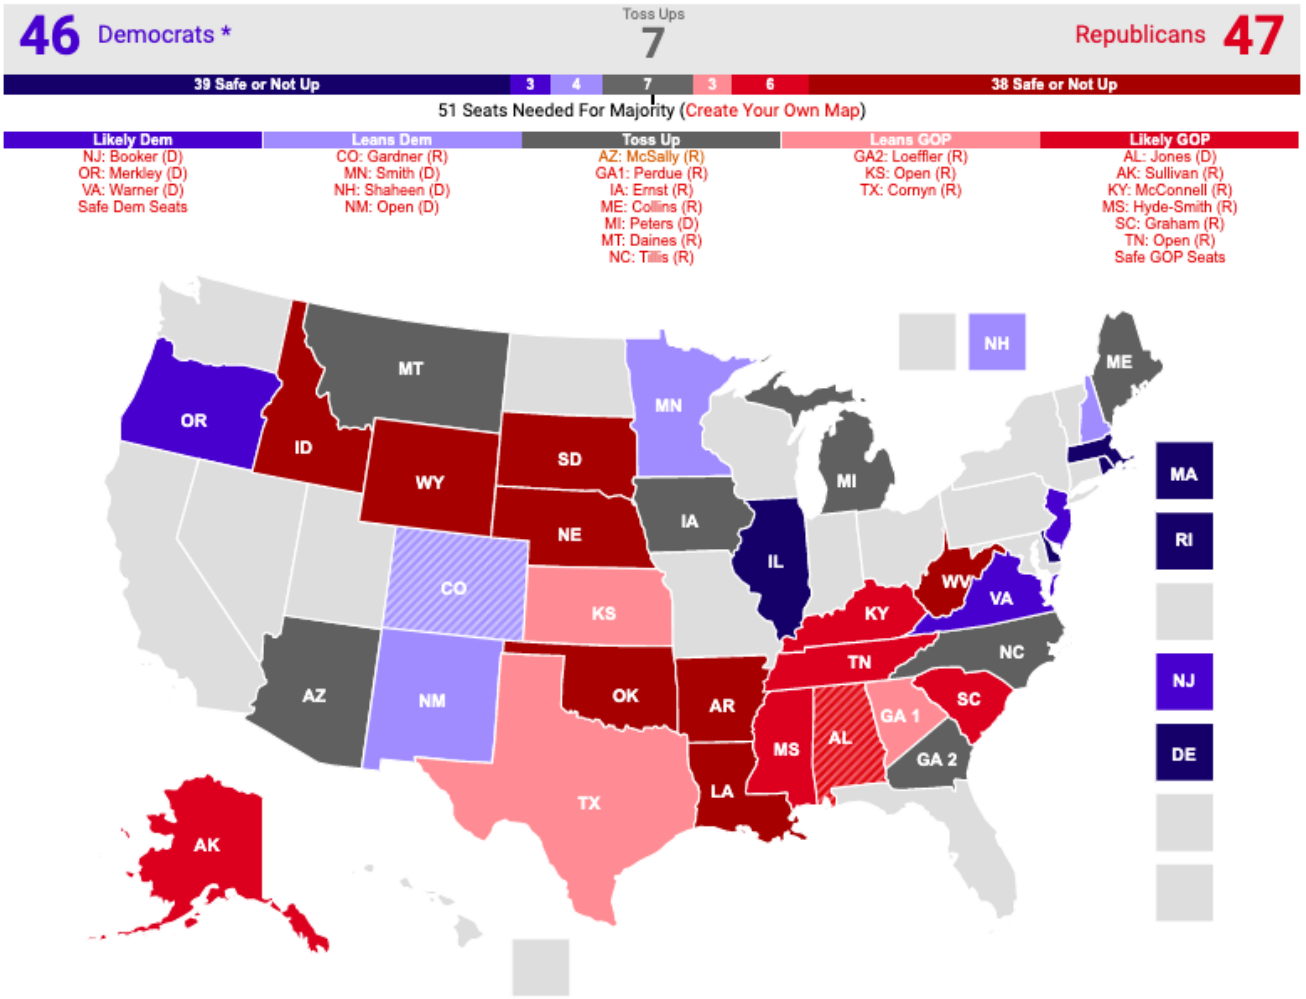 46 Democrats * Toss Ups 7 Republicans 47
39 Safe or Not Up 3 4 7 3 6 38 Safe or Not Up
51 Seats Needed For Majority (Create Your Own Map)
Likely Dem
NJ: Booker (D)
OR: Merkley (D)
VA: Warner (D)
Safe Dem Seats
Leans Dem
CO: Gardner (R)
MN: Smith (D)
NH: Shaheen (D)
NM: Open (D)
Toss Up
AZ: McSally (R)
GA1: Perdue (R)
IA: Ernst (R)
ME: Collins (R)
MI: Peters (D)
MT: Daines (R)
NC: Tillis (R)
Leans GOP
GA2: Loeffler (R)
KS: Open (R)
TX: Cornyn (R)
Likely GOP
AL: Jones (D)
AK: Sullivan (R)
KY: McConnell (R)
MS: Hyde-Smith (R)
SC: Graham (R)
TN: Open (R)
Safe GOP Seats
NH
ME
MT
MN
OR
ID
SD
WY
MI
MA
IA
NE
RI
IL
CO
WV
VA
KS
KY
NC
TN
NJ
AZ
NM
OK
AR
SC
GA 1
MS
AL
GA 2
DE
LA
TX
AK